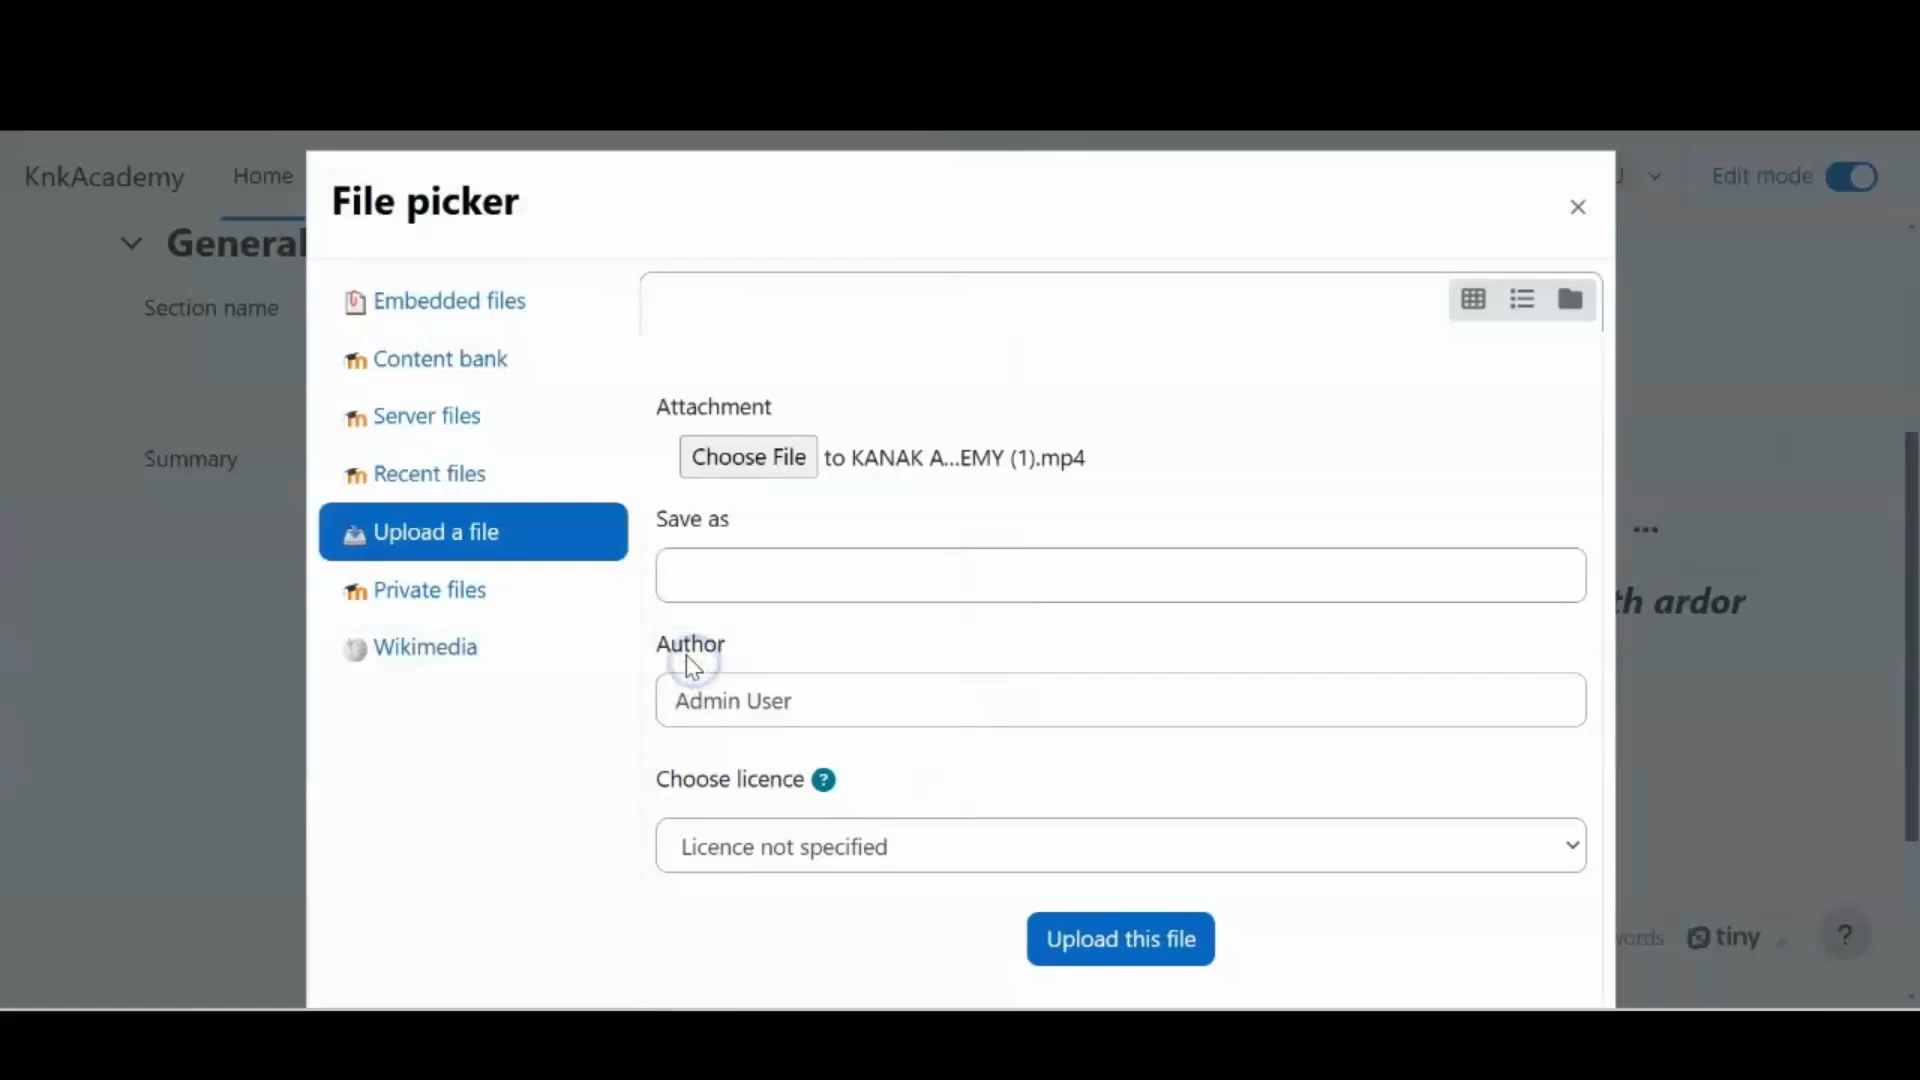 KnkAcademy
Home
Edit mode
File picker
General
Section name
Summary
Embedded files
Content bank
Server files
Recent files
Upload a file
Private files
Wikimedia
Attachment
Choose File to KANAK A...EMY (1).mp4
Save as
Author
Admin User
Choose licence ?
Licence not specified
Upload this file
ardor
tiny
?